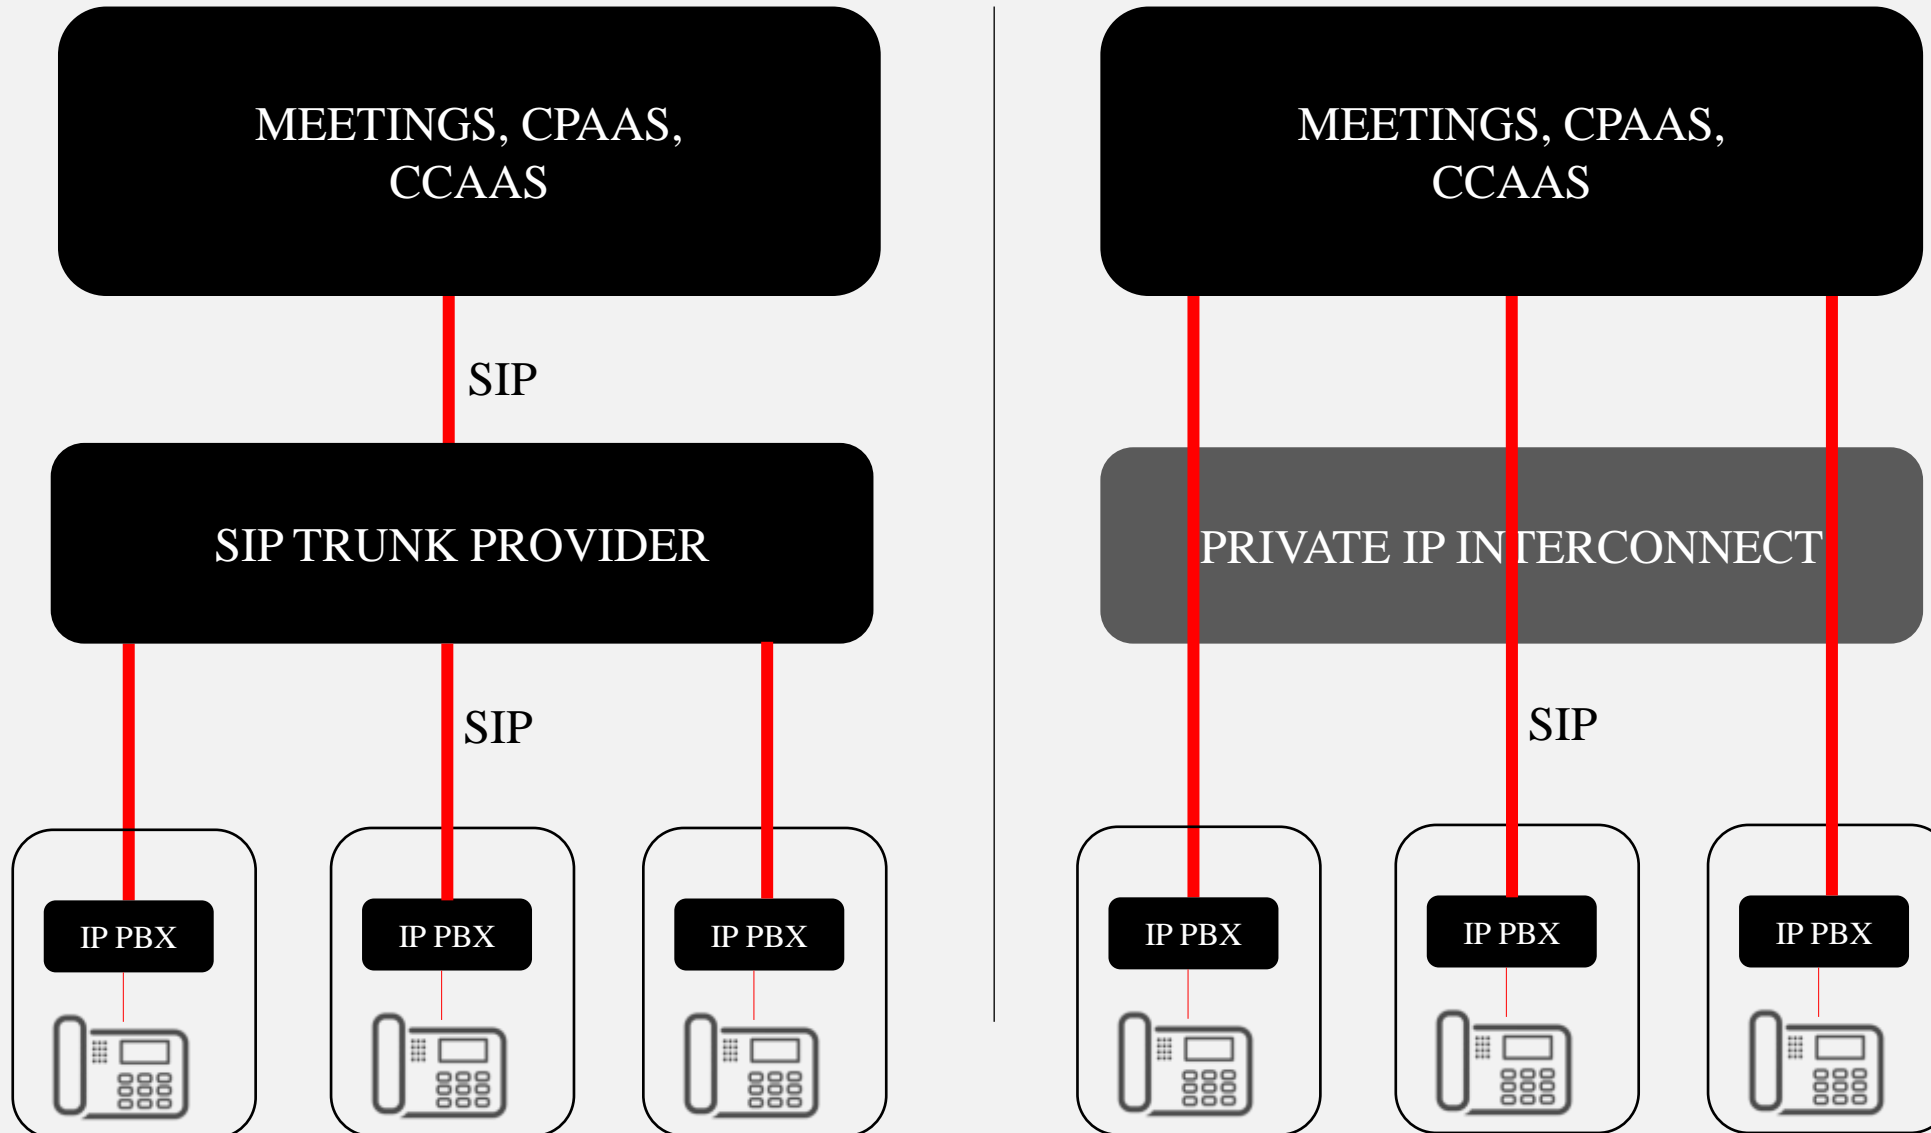 MEETINGS, CPAAS,
CCAAS
SIP
SIP TRUNK PROVIDER
SIP
IP PBX
IP PBX
IP PBX
MEETINGS, CPAAS,
CCAAS
PRIVATE IP INTERCONNECT
SIP
IP PBX
IP PBX
IP PBX